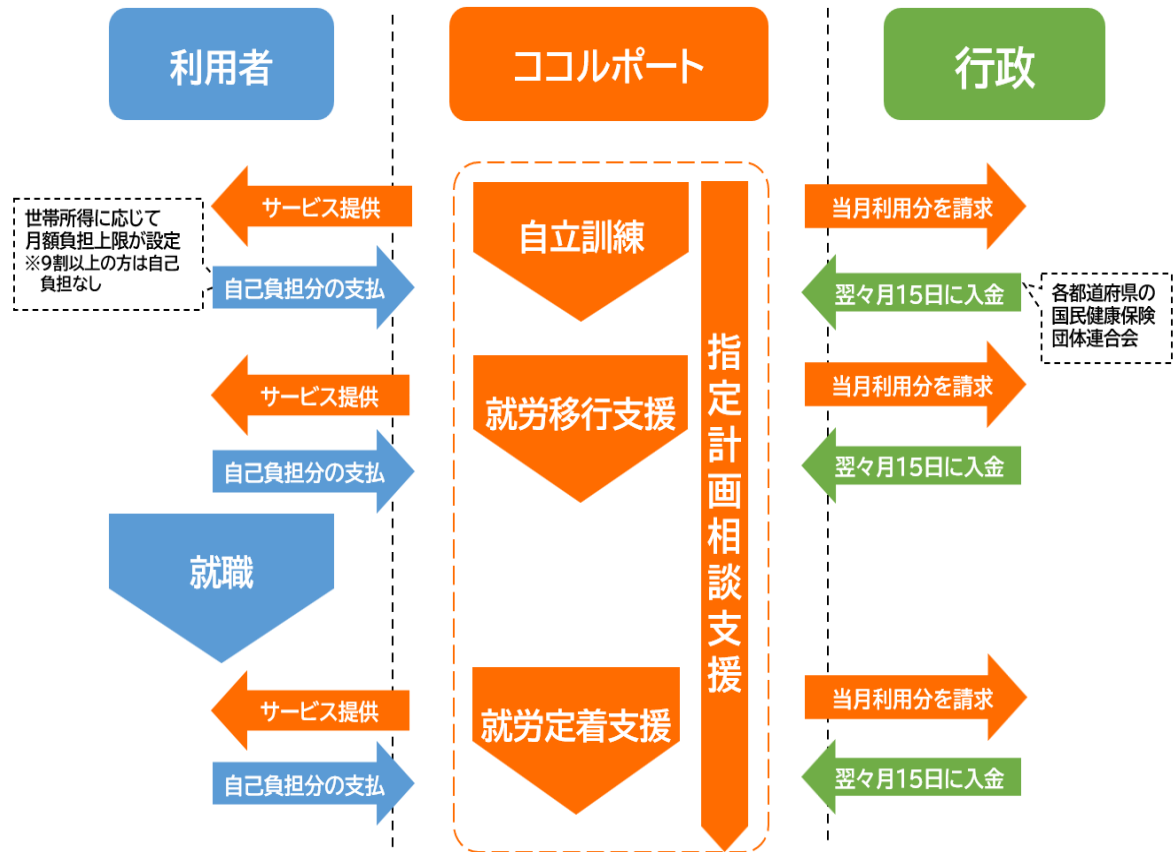 利用者
ココルポート
行政
サービス提供
自立訓練
当月利用分を請求
世帯所得に応じて
月額負担上限が設定
※9割以上の方は自己
負担なし
自己負担分の支払
翌々月15日に入金
各都道府県の
国民健康保険
団体連合会
指定計画相談支援
サービス提供
就労移行支援
当月利用分を請求
自己負担分の支払
翌々月15日に入金
就職
サービス提供
就労定着支援
当月利用分を請求
自己負担分の支払
翌々月15日に入金